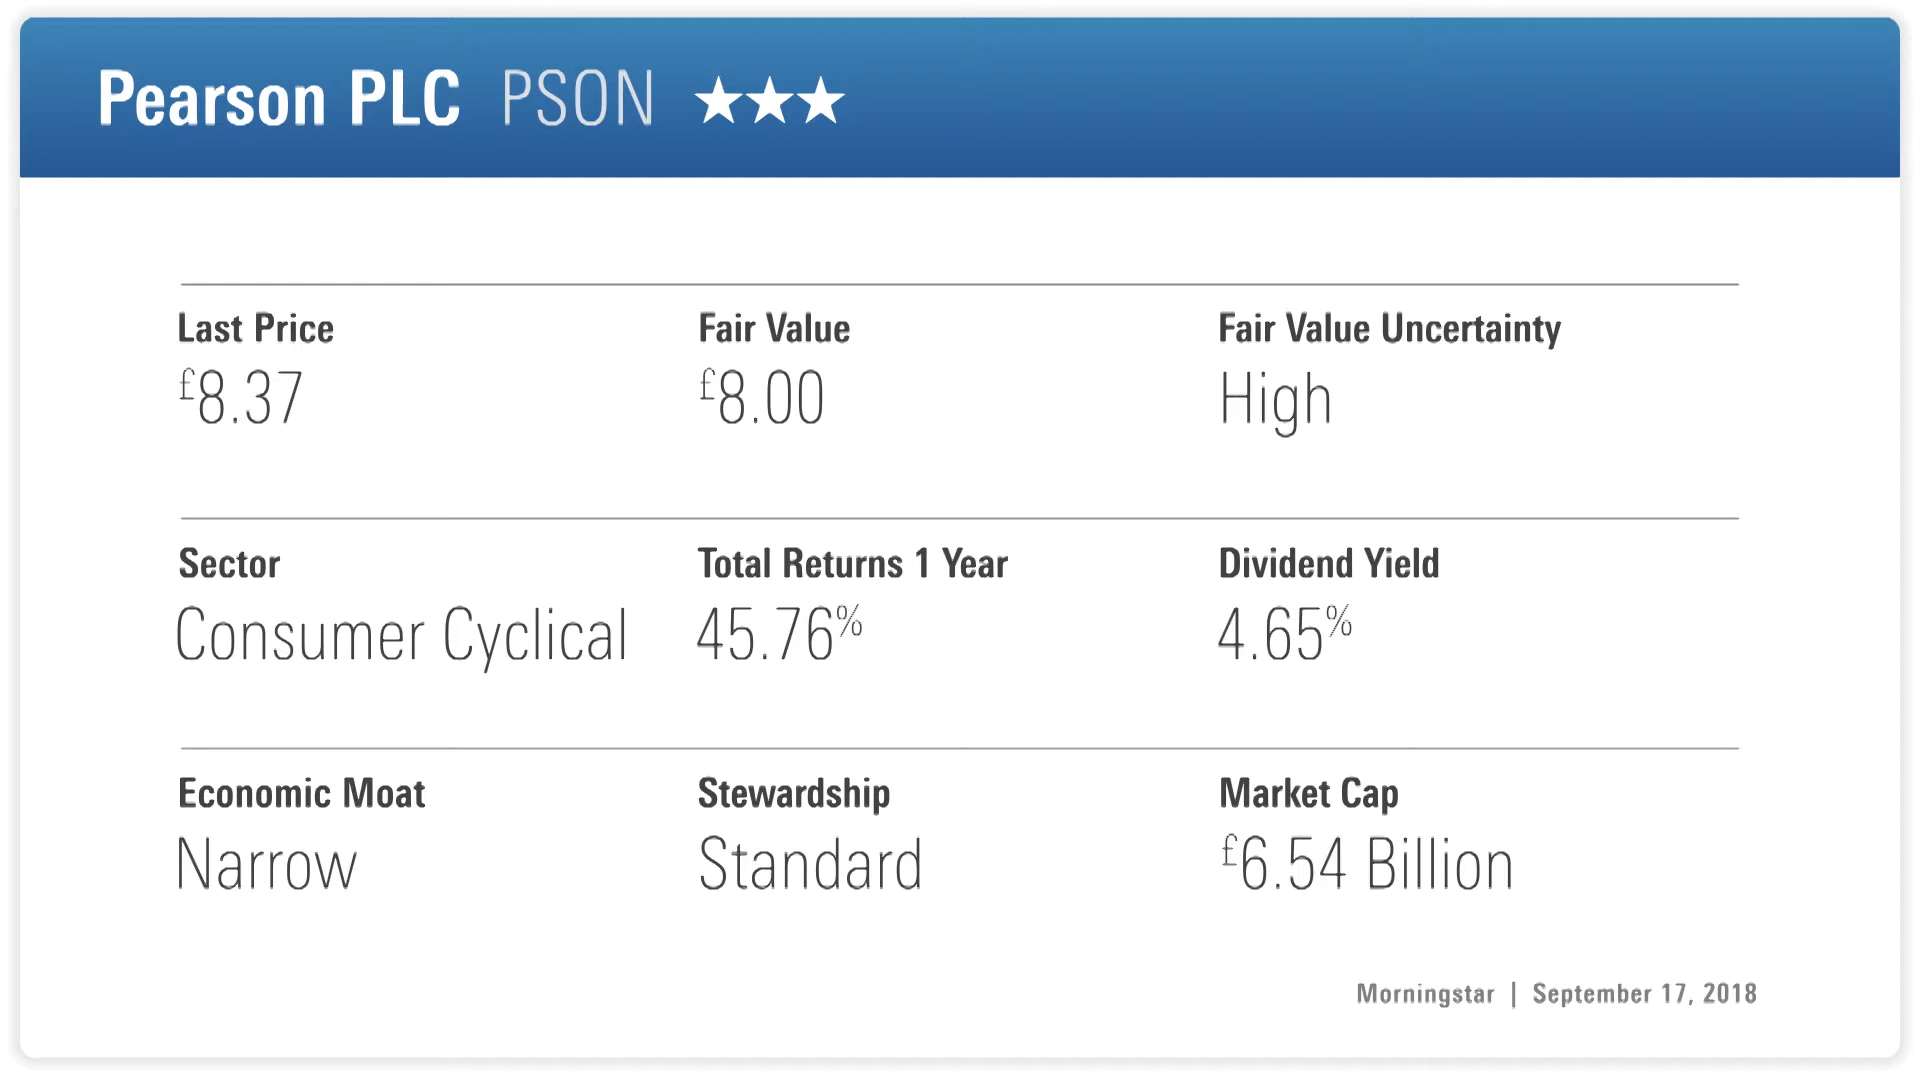 Pearson PLC PSON ★★★
Last Price Fair Value Fair Value Uncertainty
£8.37 £8.00 High
Sector Total Returns 1 Year Dividend Yield
Consumer Cyclical 45.76% 4.65%
Economic Moat Stewardship Market Cap
Narrow Standard £6.54 Billion
Morningstar | September 17, 2018